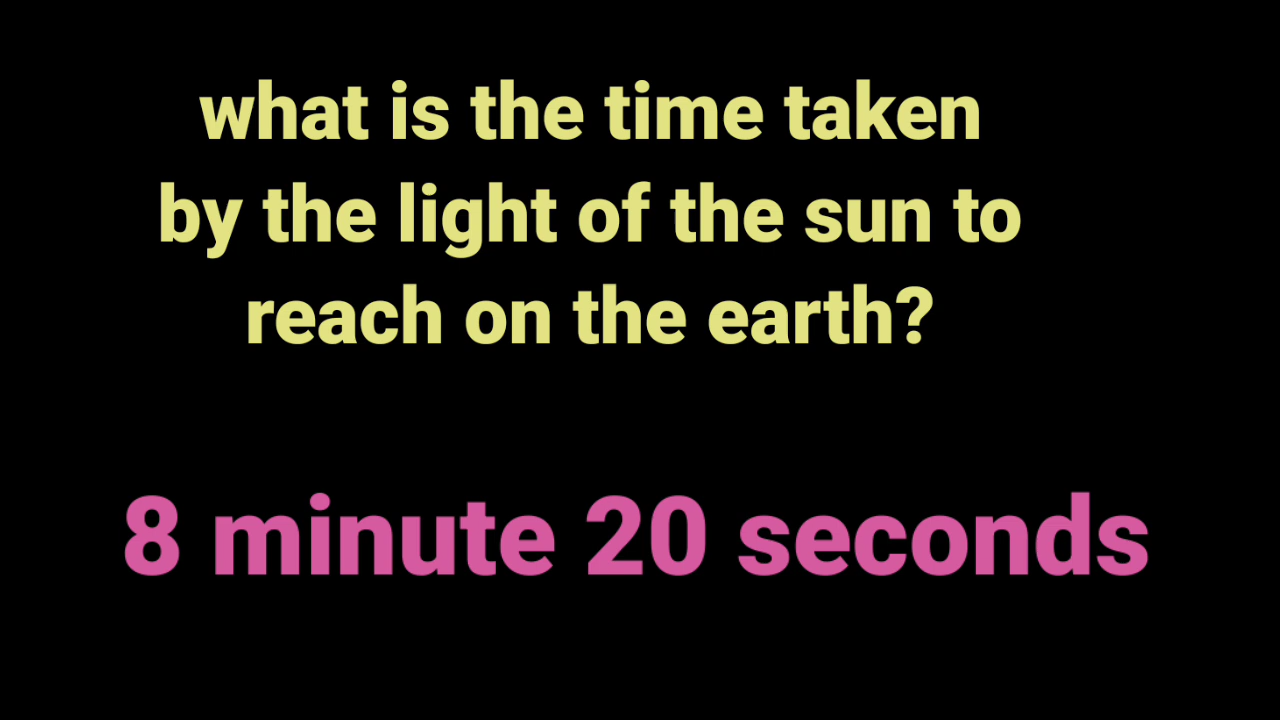 what is the time taken
by the light of the sun to
reach on the earth?
8 minute 20 seconds